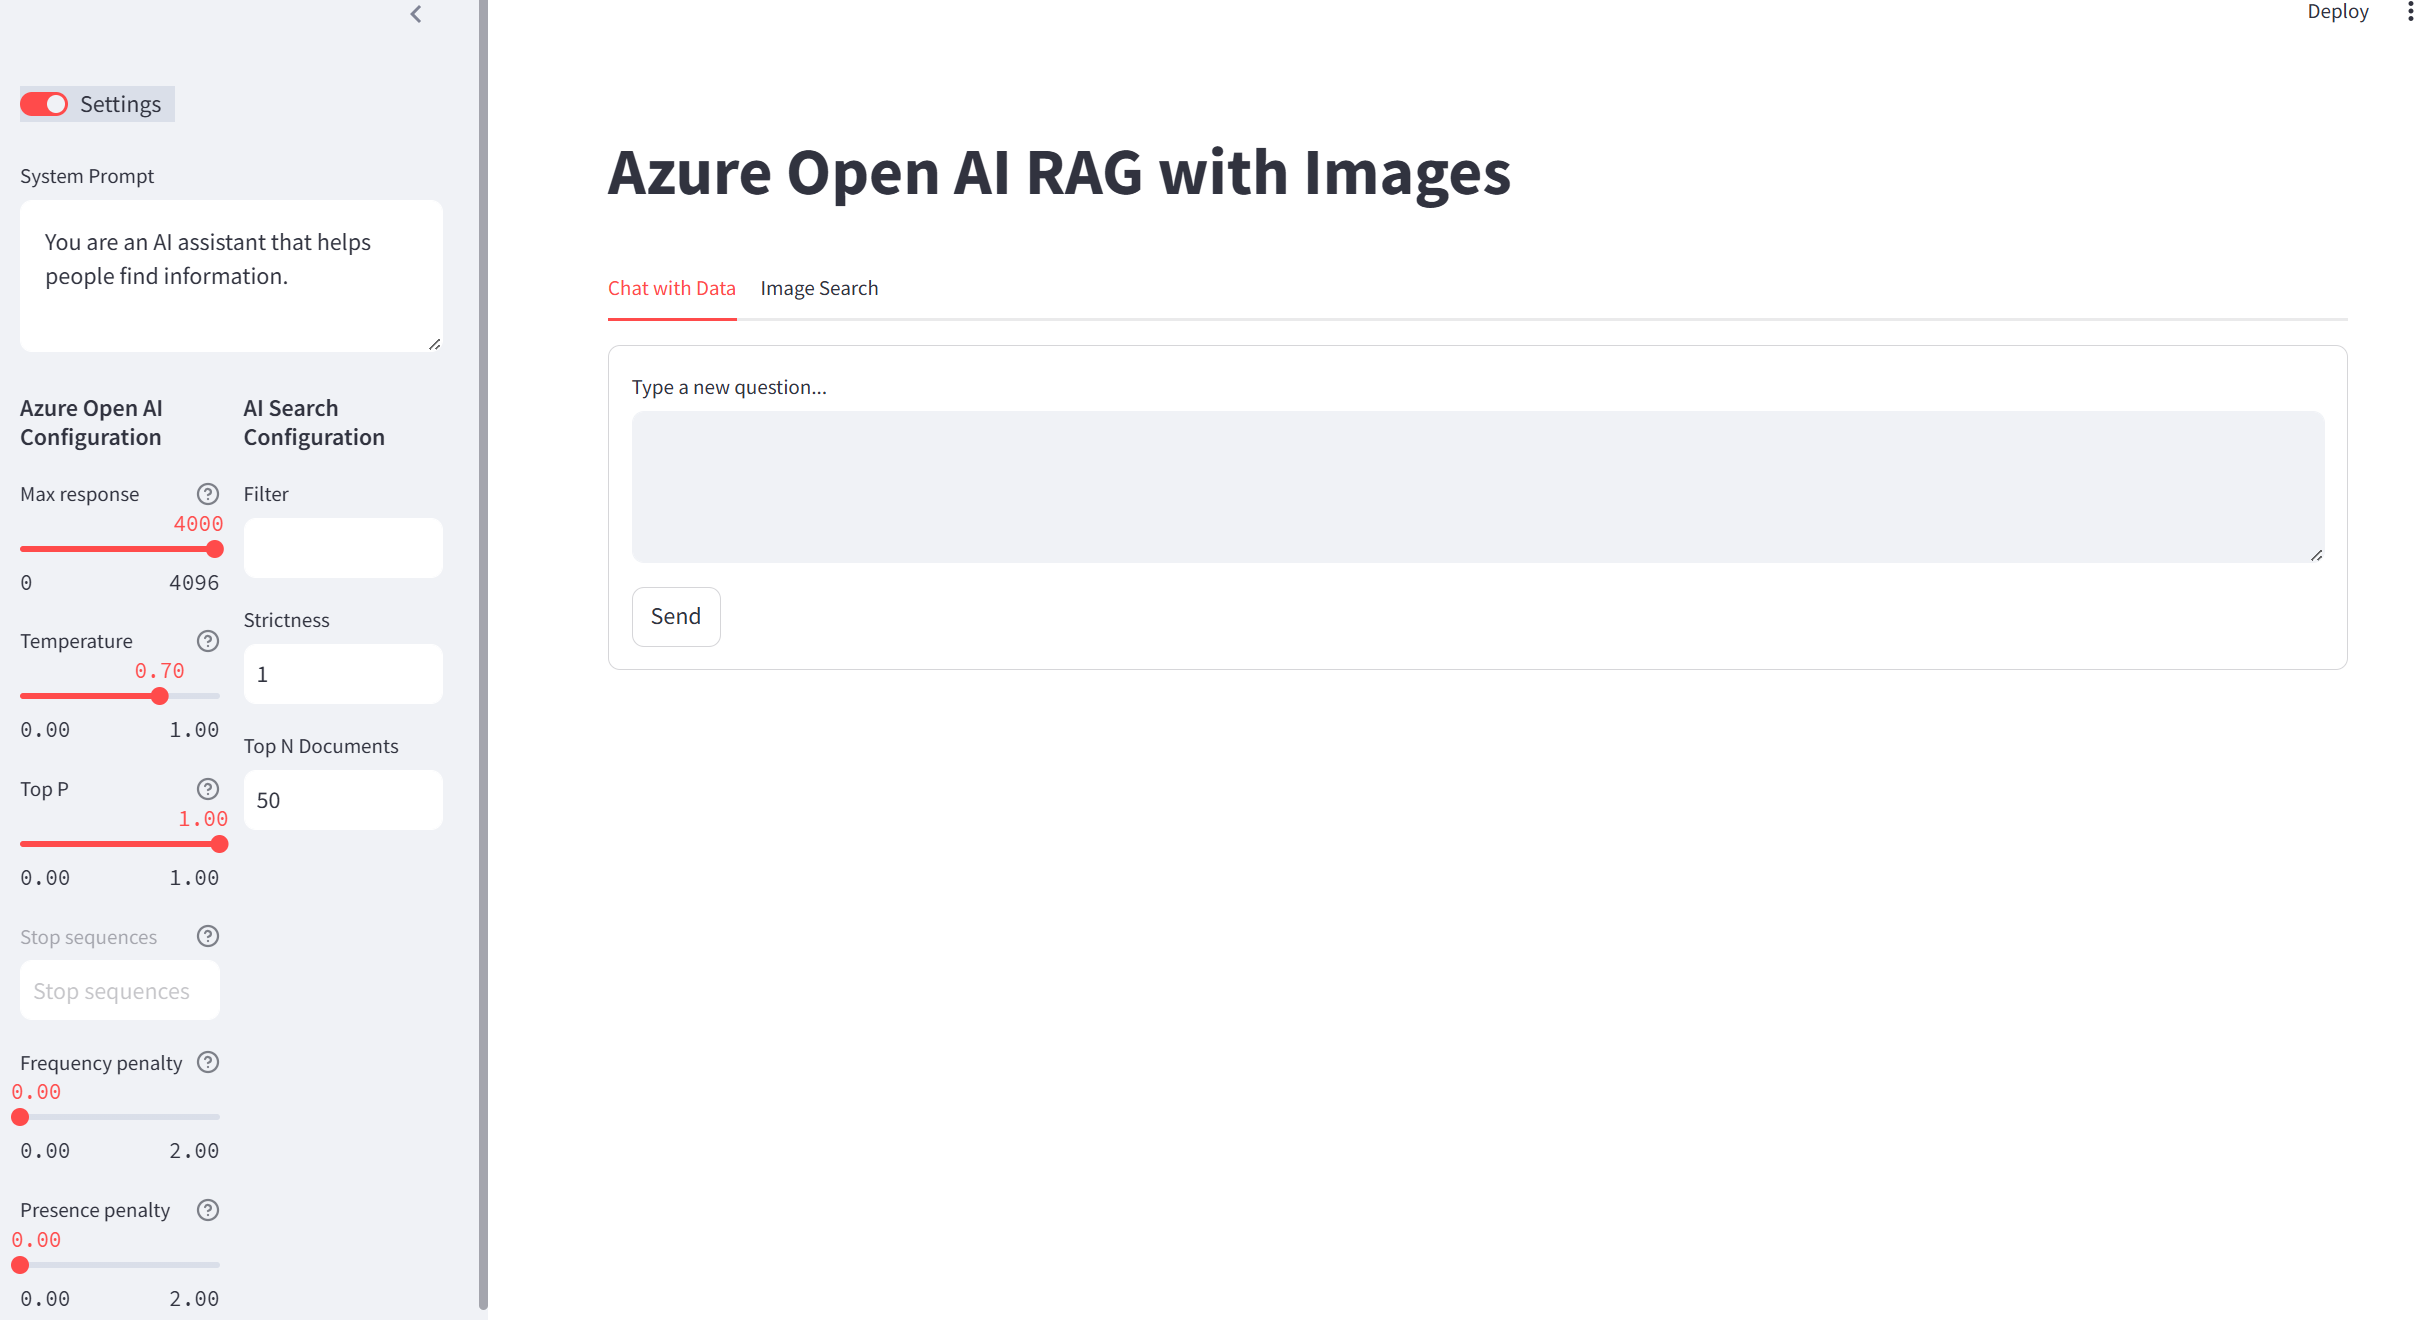 Deploy
Settings
System Prompt
You are an AI assistant that helps
people find information.
Azure Open AI
Configuration
Max response
4000
0 4096
Temperature
0.70
0.00 1.00
Top P
1.00
0.00 1.00
Stop sequences
Stop sequences
Frequency penalty
0.00
0.00 2.00
Presence penalty
0.00
0.00 2.00
AI Search
Configuration
Filter
Strictness
1
Top N Documents
50
Azure Open AI RAG with Images
Chat with Data Image Search
Type a new question...
Send